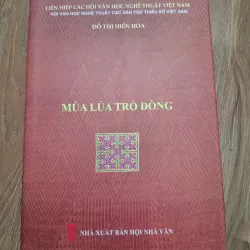 LIÊN HIỆP CÁC HỘI VĂN HỌC NGHỆ THUẬT VIỆT NAM
HỘI VĂN HỌC NGHỆ THUẬT CÁC DÂN TỘC THIỂU SỐ VIỆT NAM
ĐỖ THỊ HIỀN HÒA
MÙA LÚA TRỔ ĐÒNG
NHÀ XUẤT BẢN HỘI NHÀ VĂN